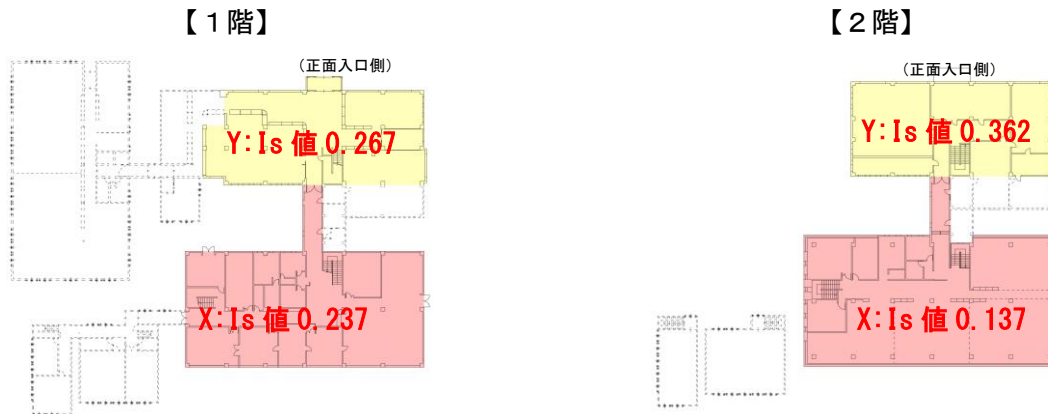 【１階】
【２階】
(正面入口側)
(正面入口側)
Y:Is 値 0.267
Y:Is 値 0.362
X:Is 値 0.237
X:Is 値 0.137